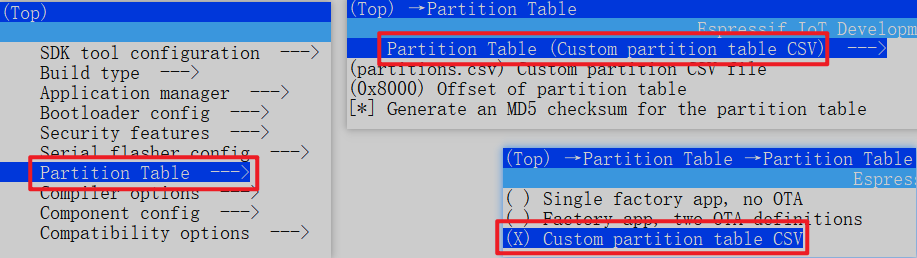 (Top)
SDK tool configuration --->
Build type --->
Application manager --->
Bootloader config --->
Security features --->
Serial flasher config --->
Partition Table --->
Compiler options --->
Component config --->
Compatibility options --->
(Top) →Partition Table
Espressif IoT Developm
Partition Table (Custom partition table CSV) --->
(partitions.csv) Custom partition CSV file
(0x8000) Offset of partition table
[*] Generate an MD5 checksum for the partition table
(Top) →Partition Table →Partition Table
Espres
( ) Single factory app, no OTA
( ) Factory app, two OTA definitions
(X) Custom partition table CSV